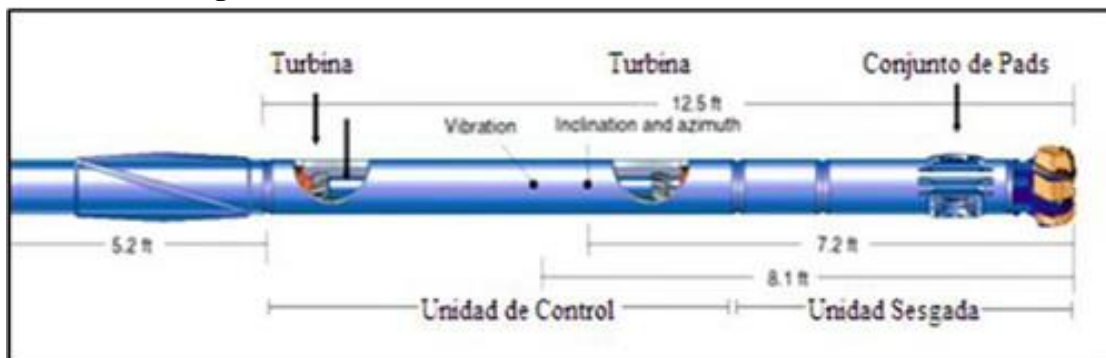 Turbina
Turbina
Conjunto de Pads
12.5 ft
Vibration
Inclination and azimuth
5.2 ft
7.2 ft
8.1 ft
Unidad de Control
Unidad Sesgada